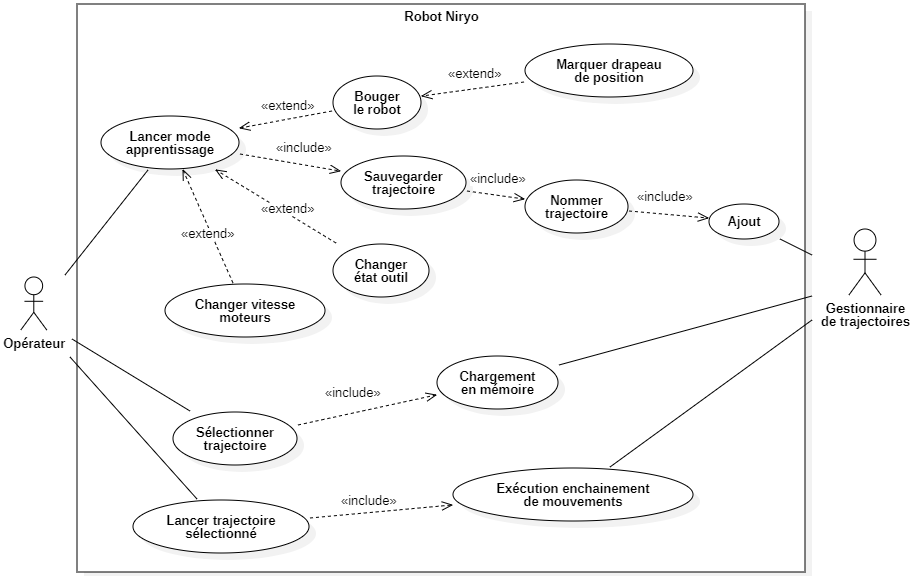 Robot Niryo
Marquer drapeau
de position
«extend»
Bouger
le robot
«extend»
Lancer mode
apprentissage
«include»
Sauvegarder
trajectoire
«include»
Nommer
trajectoire
«include»
Ajout
«extend»
«extend»
Changer
état outil
Changer vitesse
moteurs
Opérateur
Gestionnaire
de trajectoires
Chargement
en mémoire
«include»
Sélectionner
trajectoire
Exécution enchainement
de mouvements
«include»
Lancer trajectoire
sélectionné